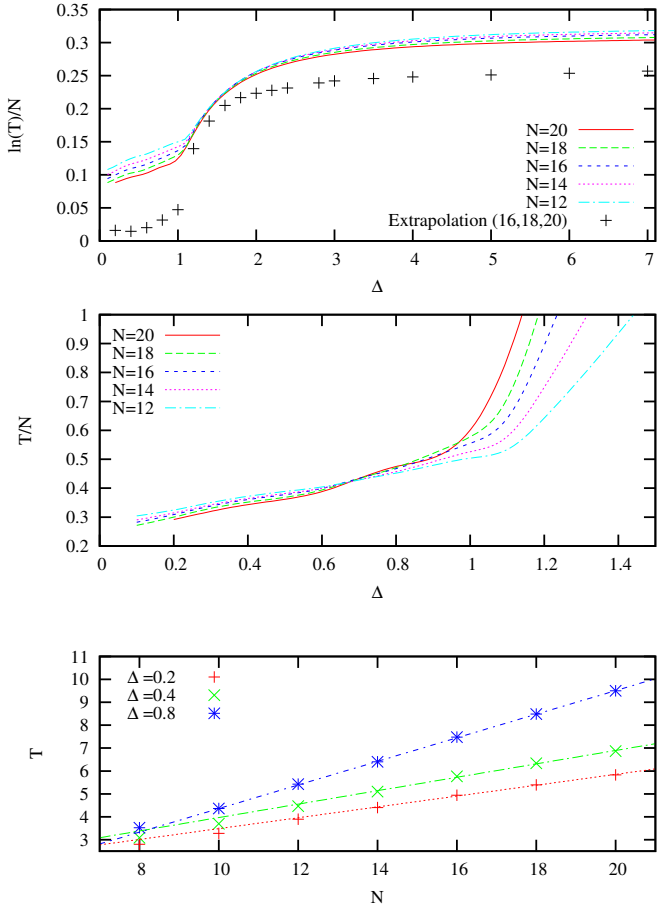 0.35
0.3
0.25
0.2
0.15
0.1
0.05
0
ln(T)/N
N=20
N=18
N=16
N=14
N=12
Extrapolation (16,18,20)
0 1 2 3 4 5 6 7
Δ
1
0.9
0.8
0.7
0.6
0.5
0.4
0.3
0.2
T/N
N=20
N=18
N=16
N=14
N=12
0 0.2 0.4 0.6 0.8 1 1.2 1.4
Δ
11
10
9
8
7
6
5
4
3
T
Δ =0.2
Δ =0.4
Δ =0.8
8 10 12 14 16 18 20
N